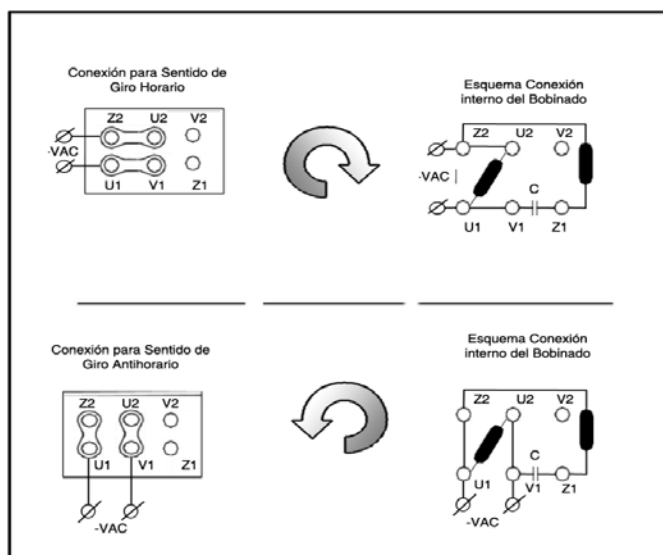 Conexión para Sentido de
Giro Horario
Z2 U2 V2
-VAC
U1 V1 Z1
Esquema Conexión
interno del Bobinado
Z2 U2 V2
-VAC
C
U1 V1 Z1
Conexión para Sentido de
Giro Antihorario
Z2 U2 V2
U1 V1 Z1
-VAC
Esquema Conexión
interno del Bobinado
Z2 U2 V2
C
U1 V1 Z1
-VAC